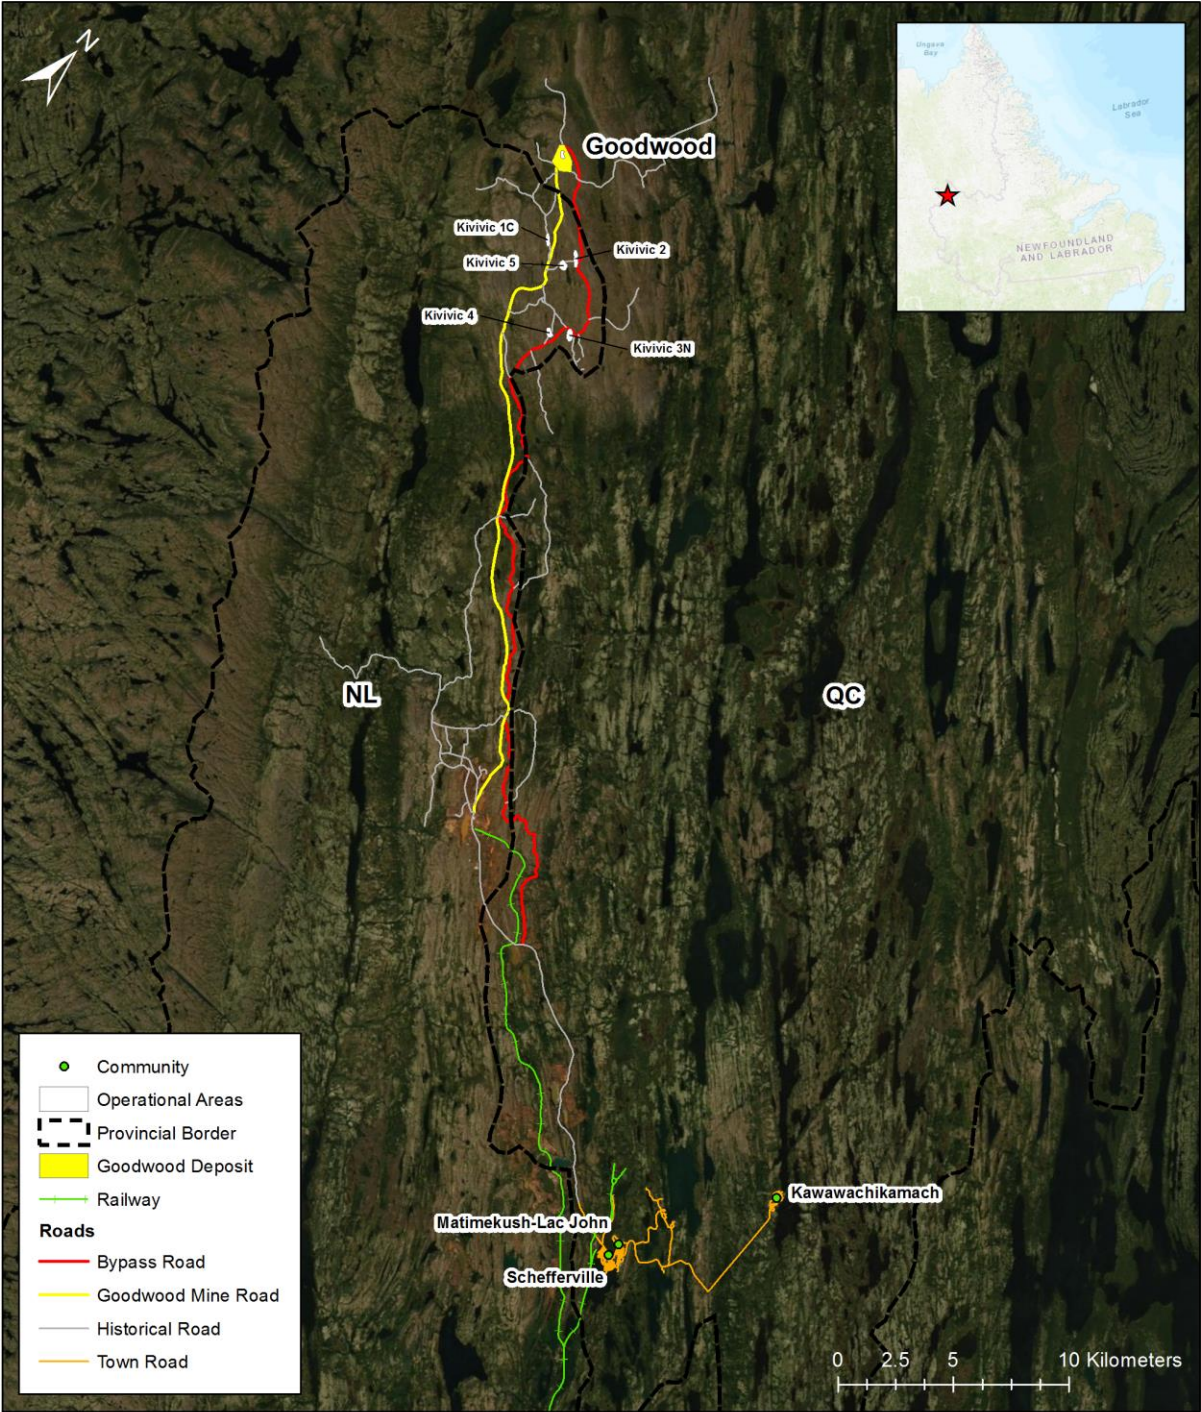 N
Ungava
Bay
Labrador
Sea
NEWFOUNDLAND
AND LABRADOR
Goodwood
Kivivic 1C
Kivivic 2
Kivivic 5
Kivivic 4
Kivivic 3N
NL
QC
Kawawachikamach
Matimekush-Lac John
Schefferville
Community
Operational Areas
Provincial Border
Goodwood Deposit
Railway
Roads
Bypass Road
Goodwood Mine Road
Historical Road
Town Road
0 2.5 5 10 Kilometers